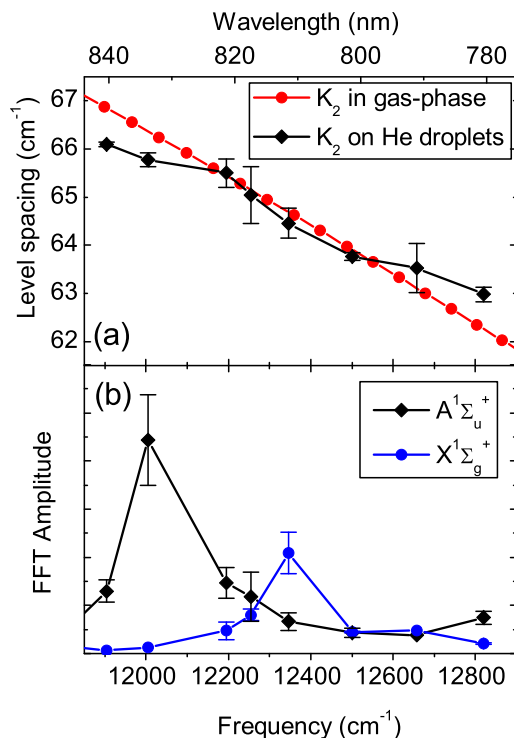 Wavelength (nm)
840 820 800 780
67
66
65
64
63
62
Level spacing (cm⁻¹)
K₂ in gas-phase
K₂ on He droplets
(a)
(b)
A¹Σᵤ⁺
X¹Σg⁺
FFT Amplitude
12000 12200 12400 12600 12800
Frequency (cm⁻¹)